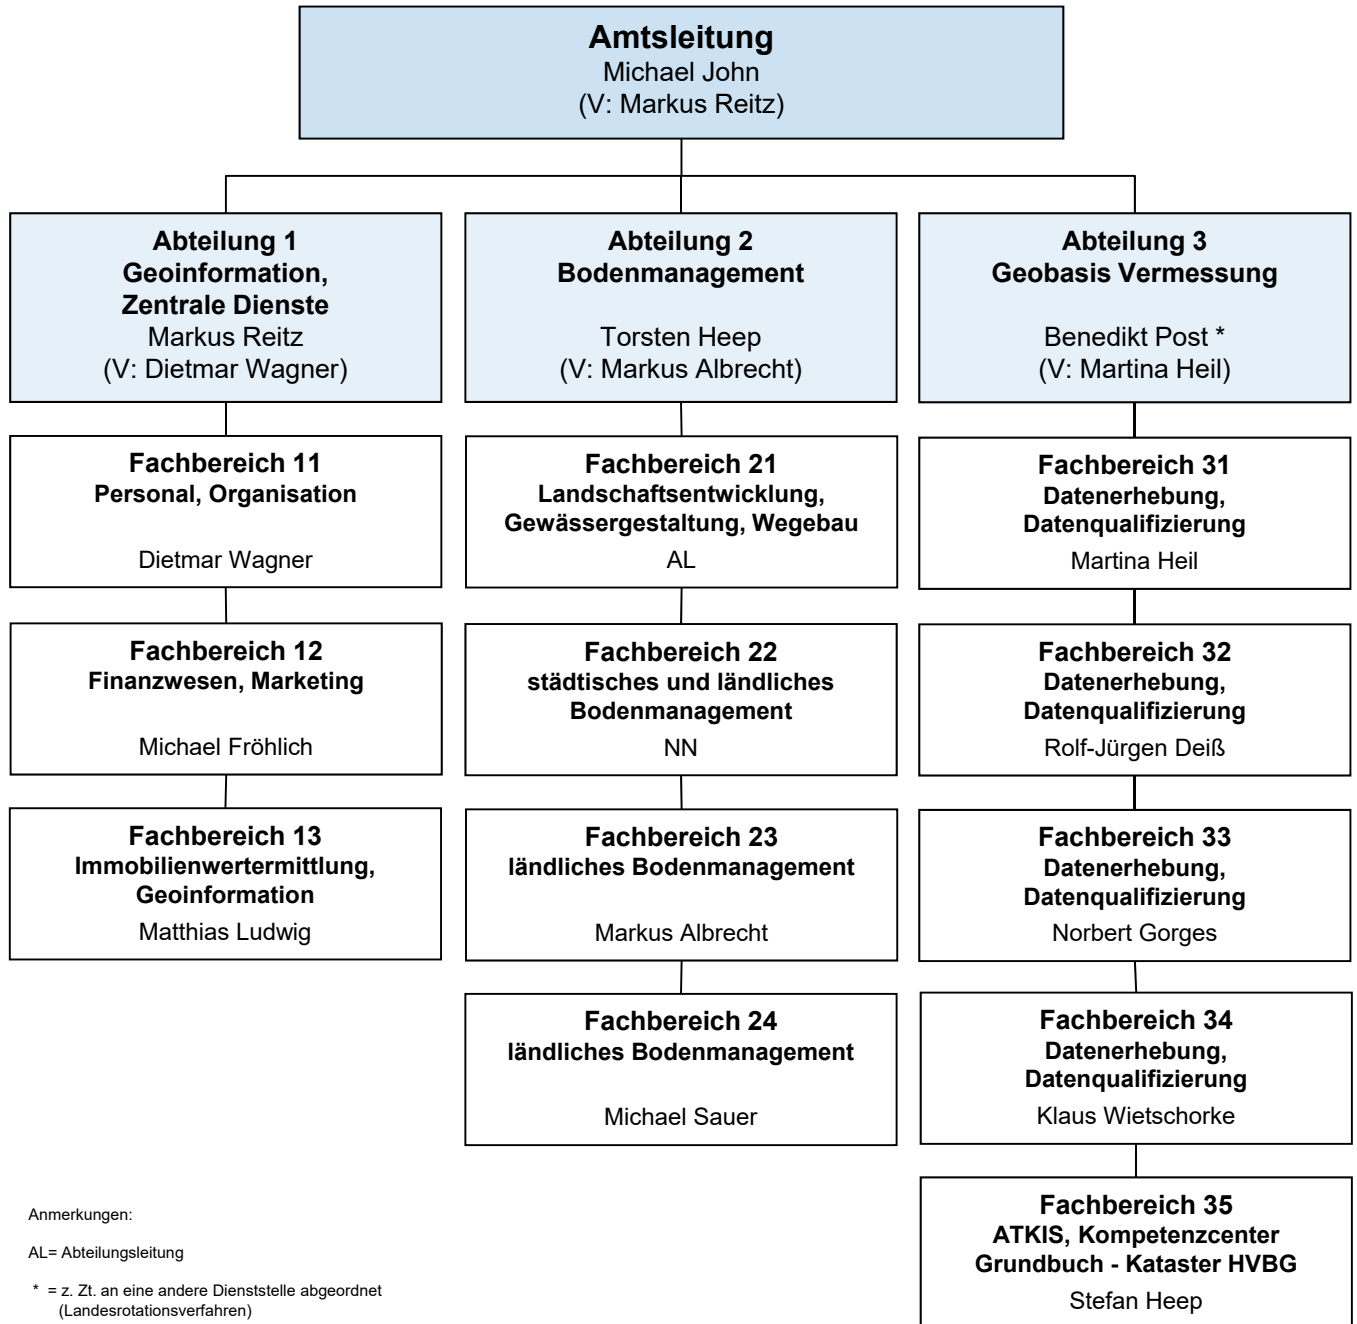 Amtsleitung
Michael John
(V: Markus Reitz)
Abteilung 1
Geoinformation,
Zentrale Dienste
Markus Reitz
(V: Dietmar Wagner)
Fachbereich 11
Personal, Organisation
Dietmar Wagner
Fachbereich 12
Finanzwesen, Marketing
Michael Fröhlich
Fachbereich 13
Immobilienwertermittlung,
Geoinformation
Matthias Ludwig
Abteilung 2
Bodenmanagement
Torsten Heep
(V: Markus Albrecht)
Fachbereich 21
Landschaftsentwicklung,
Gewässergestaltung, Wegebau
AL
Fachbereich 22
städtisches und ländliches
Bodenmanagement
NN
Fachbereich 23
ländliches Bodenmanagement
Markus Albrecht
Fachbereich 24
ländliches Bodenmanagement
Michael Sauer
Abteilung 3
Geobasis Vermessung
Benedikt Post *
(V: Martina Heil)
Fachbereich 31
Datenerhebung,
Datenqualifizierung
Martina Heil
Fachbereich 32
Datenerhebung,
Datenqualifizierung
Rolf-Jürgen Deiß
Fachbereich 33
Datenerhebung,
Datenqualifizierung
Norbert Gorges
Fachbereich 34
Datenerhebung,
Datenqualifizierung
Klaus Wietschorke
Fachbereich 35
ATKIS, Kompetenzcenter
Grundbuch - Kataster HVBG
Stefan Heep
Anmerkungen:
AL= Abteilungsleitung
* = z. Zt. an eine andere Dienststelle abgeordnet
(Landesrotationsverfahren)